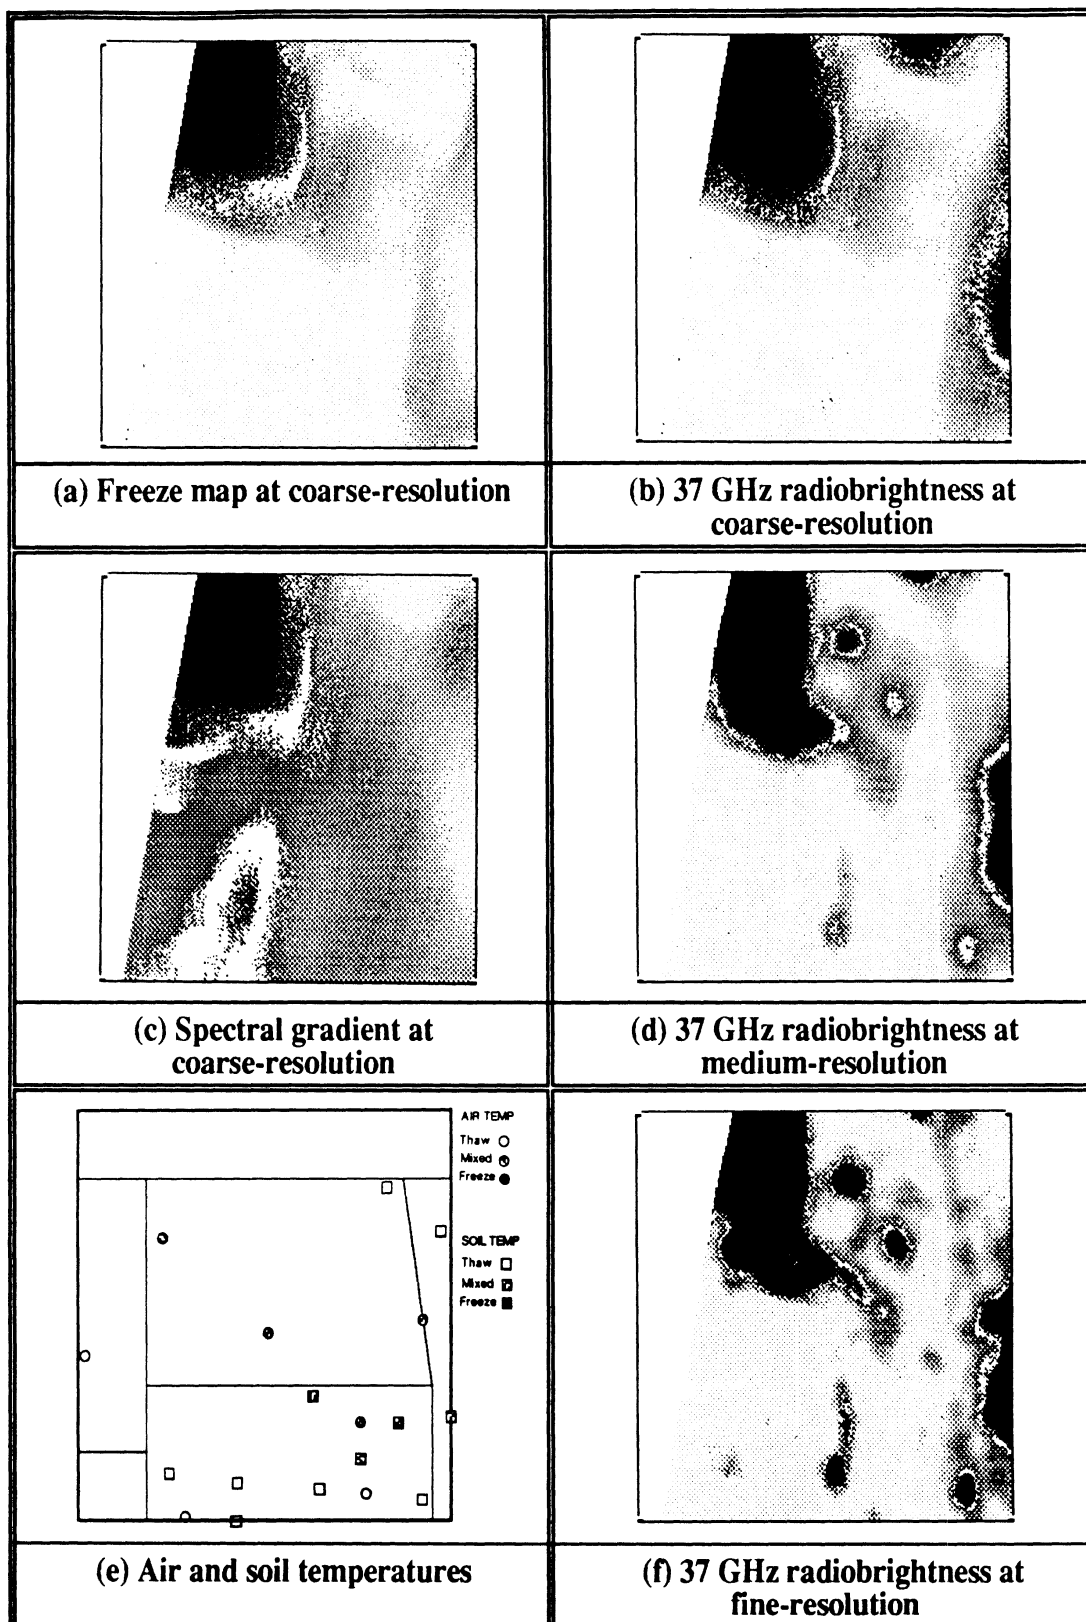 (a) Freeze map at coarse-resolution
(b) 37 GHz radiobrightness at
coarse-resolution
(c) Spectral gradient at
coarse-resolution
(d) 37 GHz radiobrightness at
medium-resolution
AIR TEMP
Thaw
Mixed
Freeze
SOIL TEMP
Thaw
Mixed
Freeze
(e) Air and soil temperatures
(f) 37 GHz radiobrightness at
fine-resolution